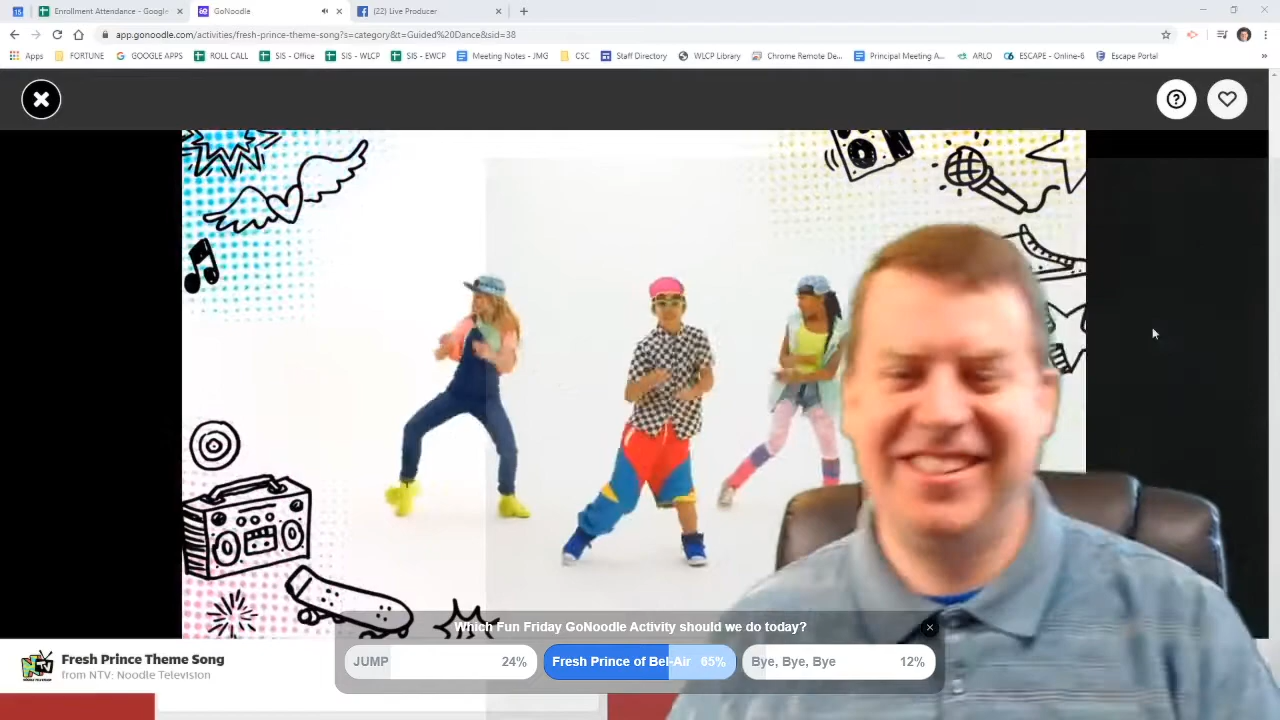 15
Enrollment Attendance - Google
GoNoodle
(22) Live Producer
app.gonoodle.com/activities/fresh-prince-theme-song?s=category&t=Guided%20Dance&sid=38
Apps
FORTUNE
GOOGLE APPS
ROLL CALL
SIS - Office
SIS - WLCP
SIS - EWCP
Meeting Notes - JMG
CSC
Staff Directory
WLCP Library
Chrome Remote De...
Principal Meeting A...
ARLO
ESCAPE - Online-6
Escape Portal
»
Which Fun Friday GoNoodle Activity should we do today?
JUMP 24%
Fresh Prince of Bel-Air 65%
Bye, Bye, Bye 12%
Fresh Prince Theme Song
from NTV: Noodle Television